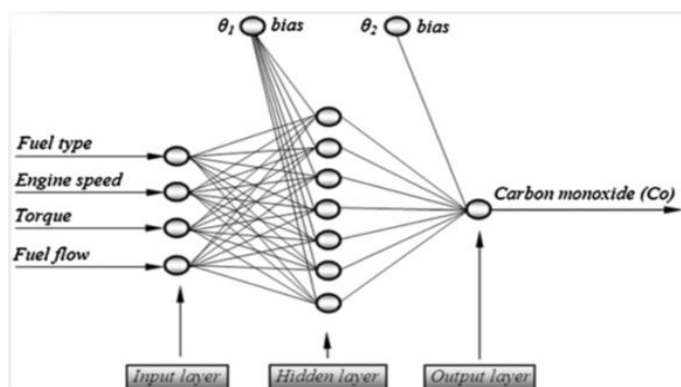 θ1 bias θ2 bias
Fuel type
Engine speed
Torque
Fuel flow
Carbon monoxide (Co)
Input layer Hidden layer Output layer